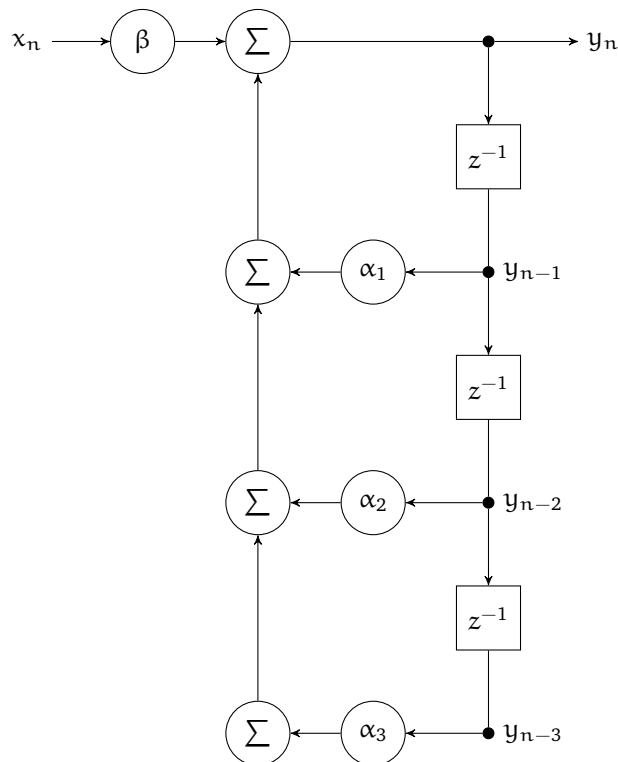 xₙ β ∑ yₙ
z⁻¹
∑ α₁ yₙ₋₁
z⁻¹
∑ α₂ yₙ₋₂
z⁻¹
∑ α₃ yₙ₋₃